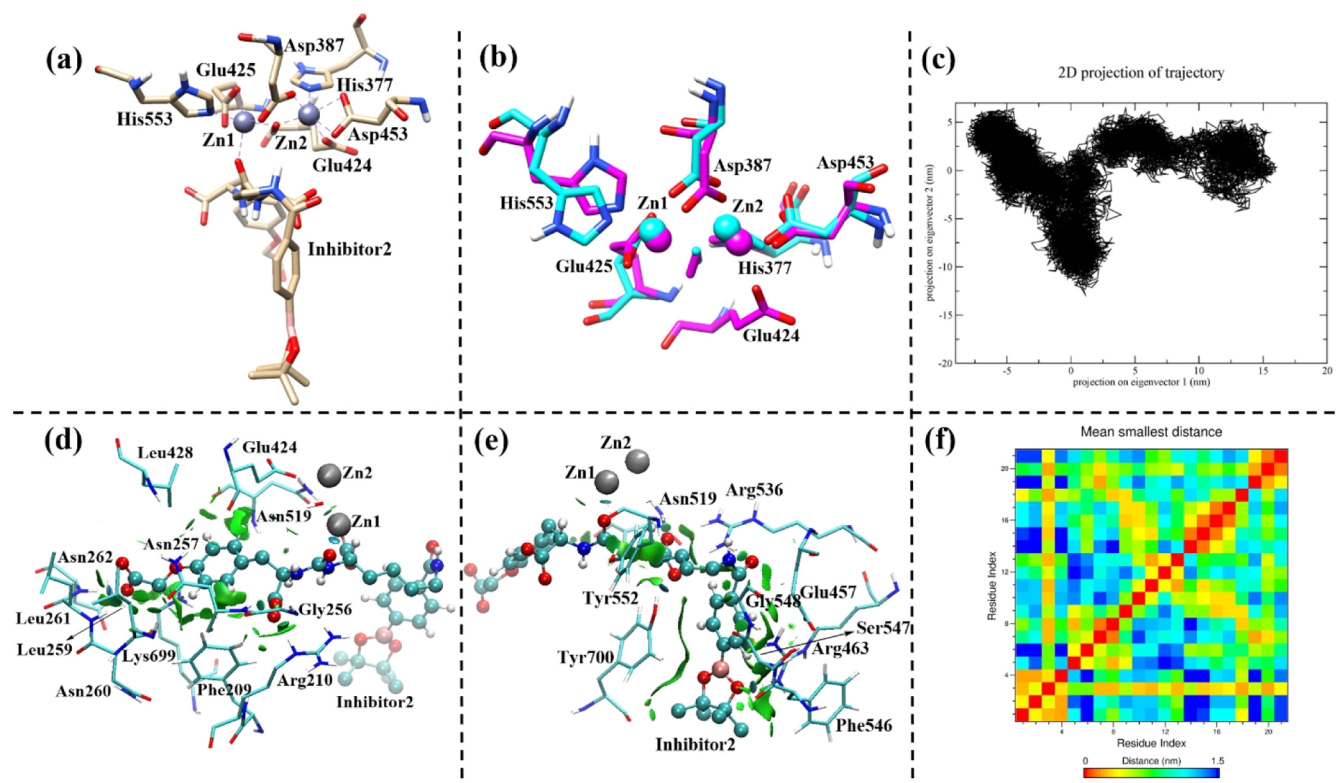 (a)
Asp387
Glu425
His377
His553
Zn1
Zn2
Asp453
Glu424
Inhibitor2
(b)
Asp387
Asp453
His553
Zn1
Zn2
Glu425
His377
Glu424
(c)
2D projection of trajectory
projection on eigenvector 2 (nm)
5
0
-5
-10
-15
-20
-5
0
5
10
15
20
projection on eigenvector 1 (nm)
(d)
Leu428
Glu424
Zn2
Zn1
Asn519
Asn262
Asn257
Leu261
Gly256
Leu259
Lys699
Asn260
Phe209
Arg210
Inhibitor2
(e)
Zn2
Zn1
Asn519
Arg536
Tyr552
Gly548
Glu457
Ser547
Tyr700
Arg463
Phe546
Inhibitor2
(f)
Mean smallest distance
Residue Index
20
16
12
8
4
4
8
12
16
20
Residue Index
0
Distance (nm)
1.5